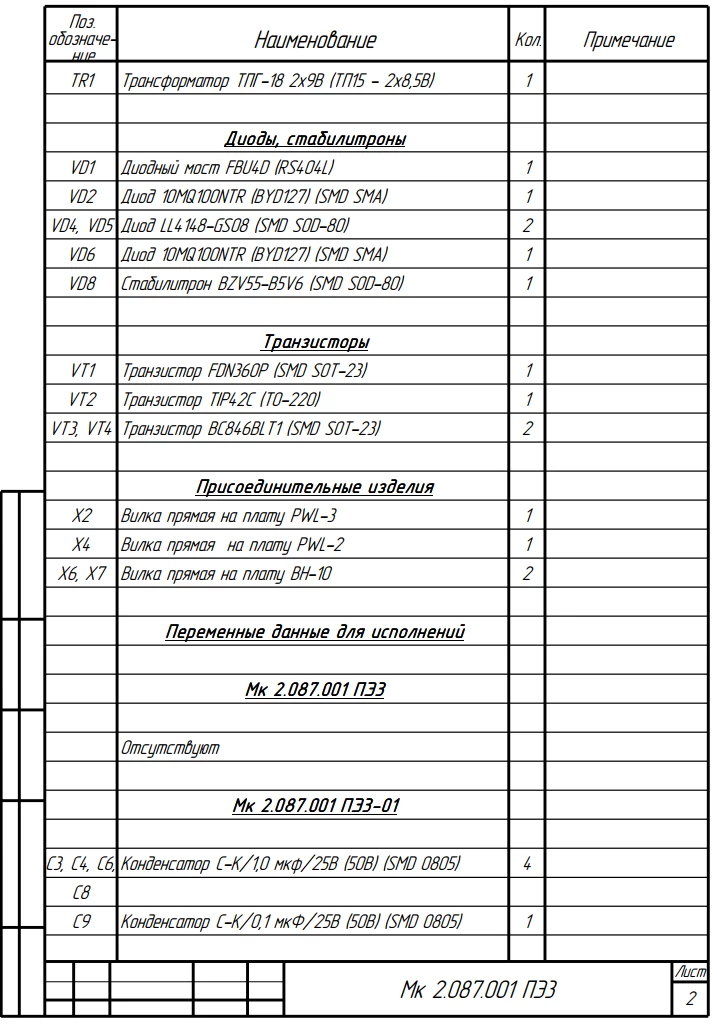 Поз. обозначе- ние Наименование Кол. Примечание
TR1 Трансформатор ТПГ-18 2х9В (ТП15 - 2х8,5В) 1
Диоды, стабилитроны
VD1 Диодный мост FBU4D (RS404L) 1
VD2 Диод 10MQ100NTR (BYD127) (SMD SMA) 1
VD4, VD5 Диод LL4148-GS08 (SMD SOD-80) 2
VD6 Диод 10MQ100NTR (BYD127) (SMD SMA) 1
VD8 Стабилитрон BZV55-B5V6 (SMD SOD-80) 1
Транзисторы
VT1 Транзистор FDN360P (SMD SOT-23) 1
VT2 Транзистор TIP42C (TO-220) 1
VT3, VT4 Транзистор BC846BLT1 (SMD SOT-23) 2
Присоединительные изделия
X2 Вилка прямая на плату PWL-3 1
X4 Вилка прямая на плату PWL-2 1
X6, X7 Вилка прямая на плату BH-10 2
Переменные данные для исполнений
Мк 2.087.001 ПЭ3
Отсутствуют
Мк 2.087.001 ПЭ3-01
C3, C4, C6, Конденсатор С-К/1,0 мкф/25В (50В) (SMD 0805) 4
C8
C9 Конденсатор С-К/0,1 мкФ/25В (50В) (SMD 0805) 1
Мк 2.087.001 ПЭ3
Лист
2